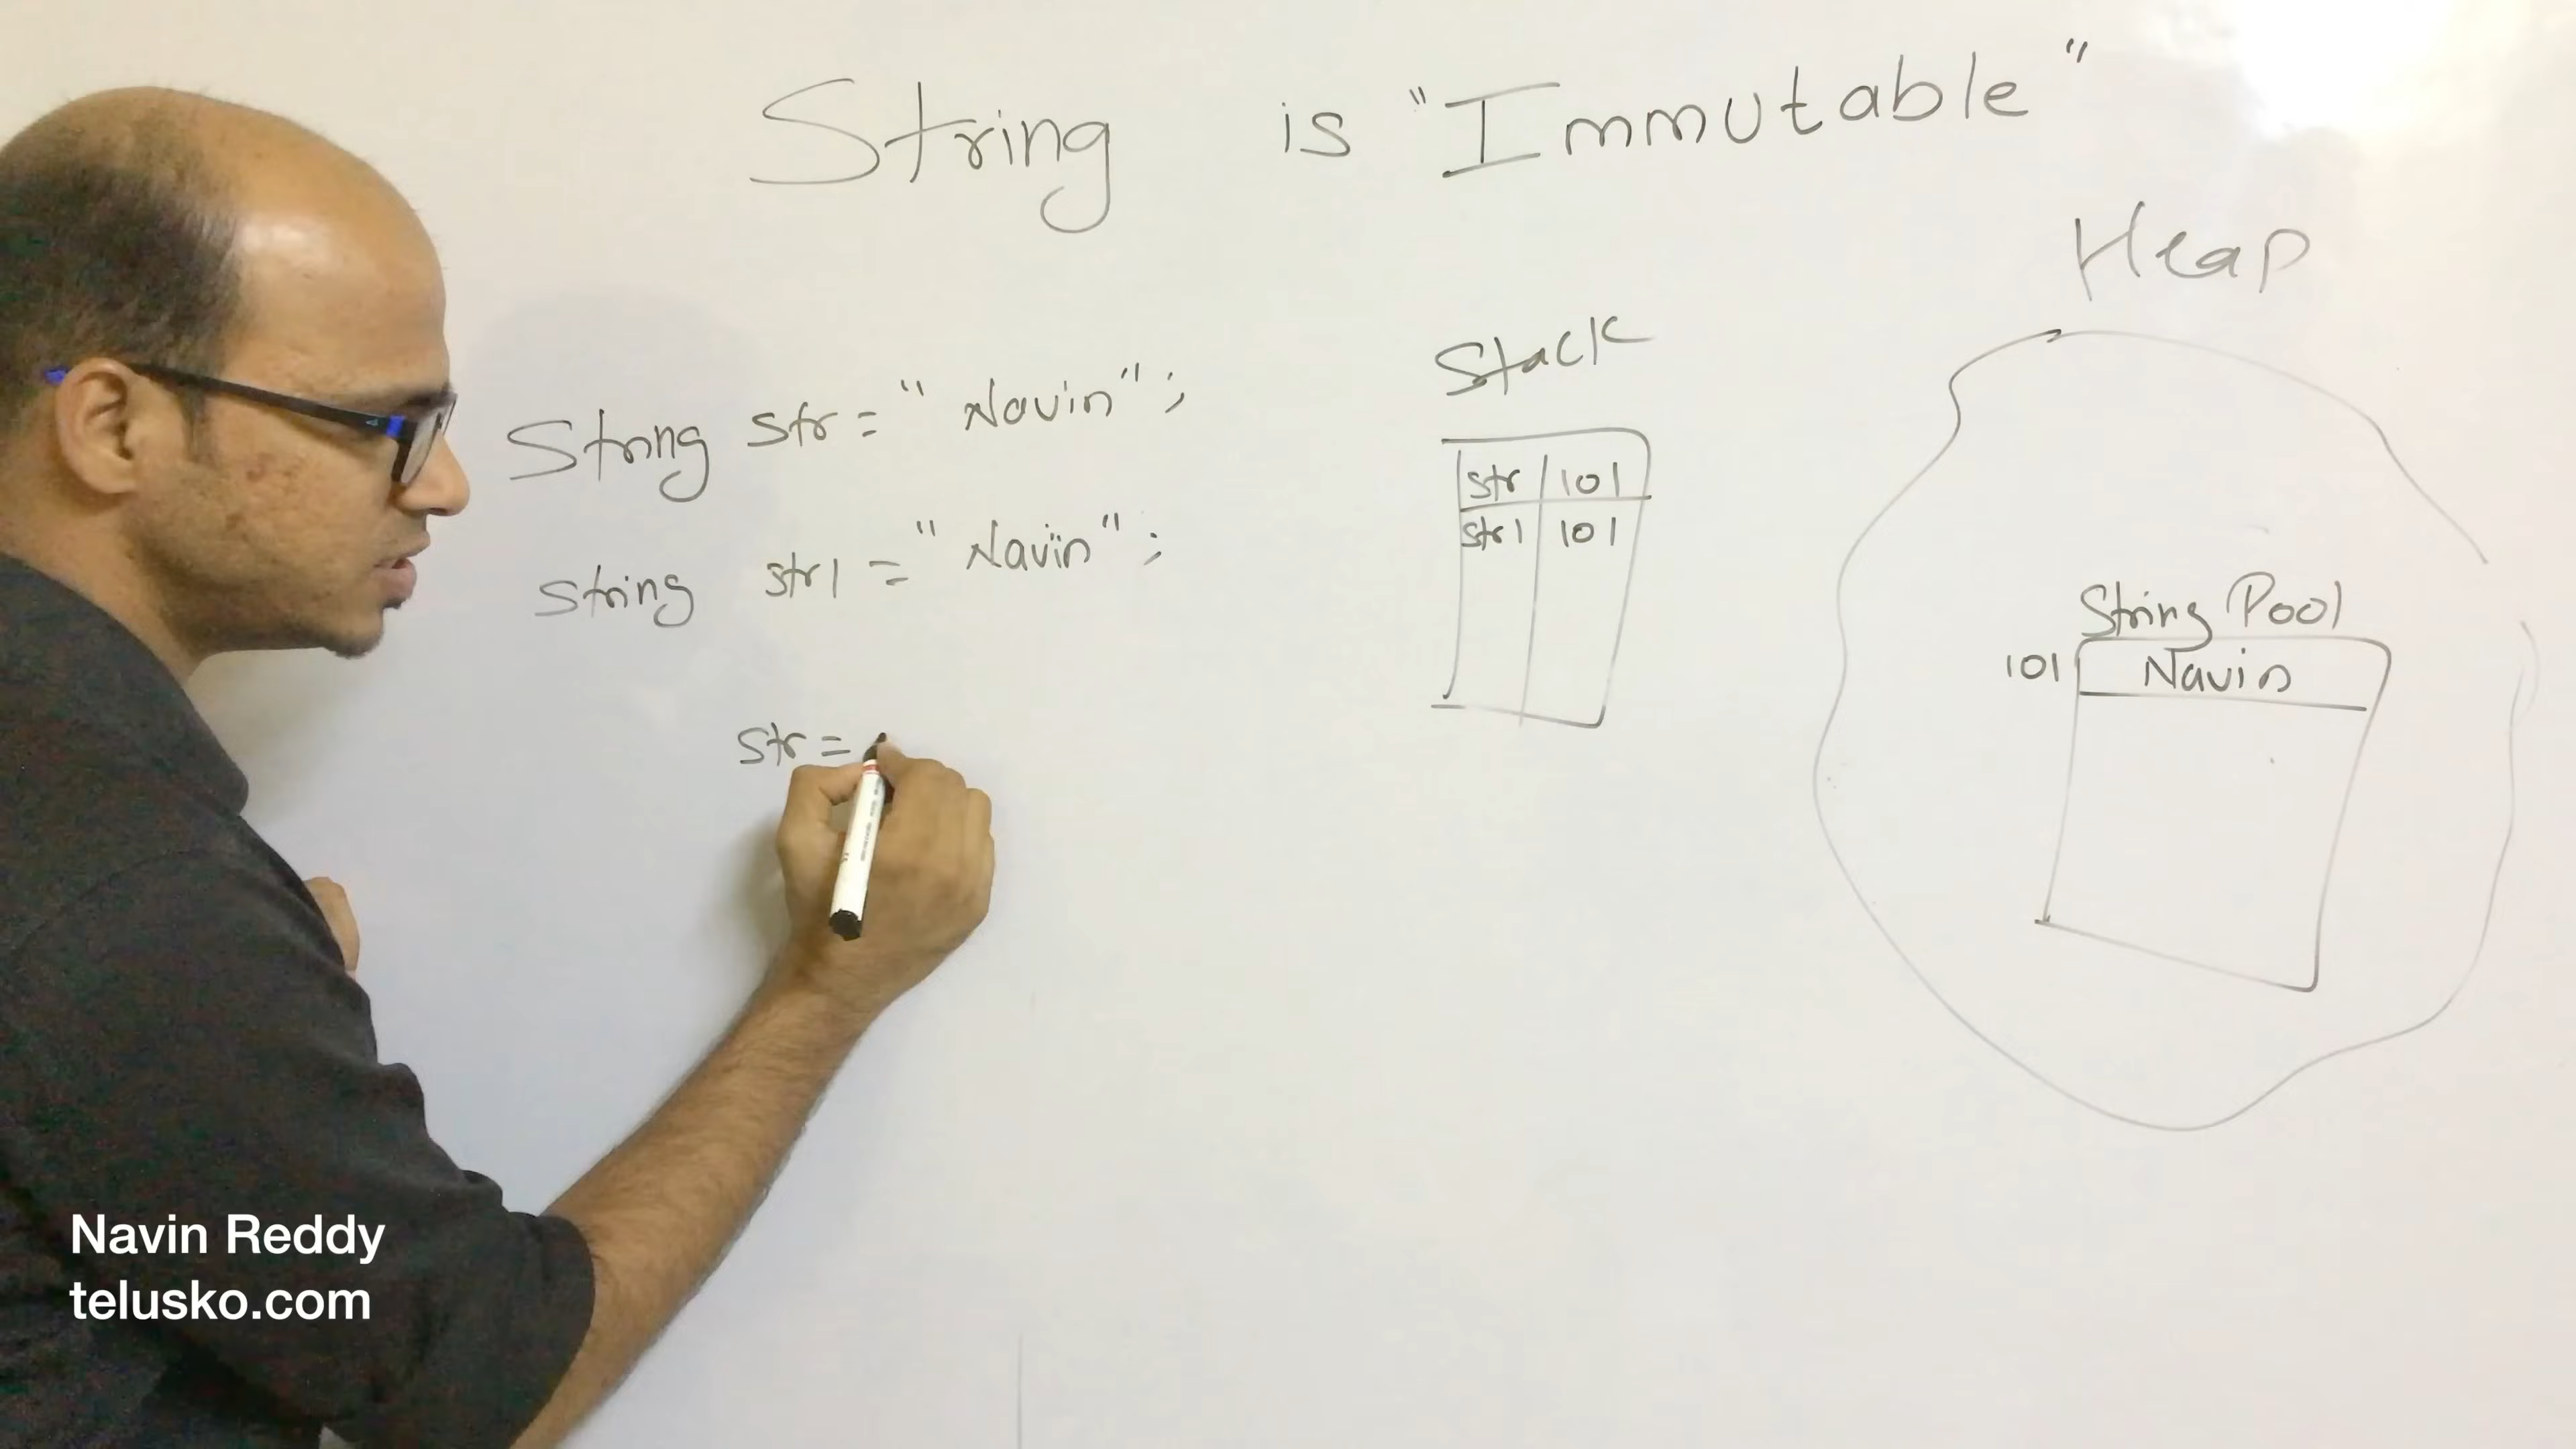 String is "Immutable"
Heap
Stack
String str = "Navin";
str 101
String str1 = "Navin";
str1 101
String Pool
101 Navin
str =
Navin Reddy
telusko.com